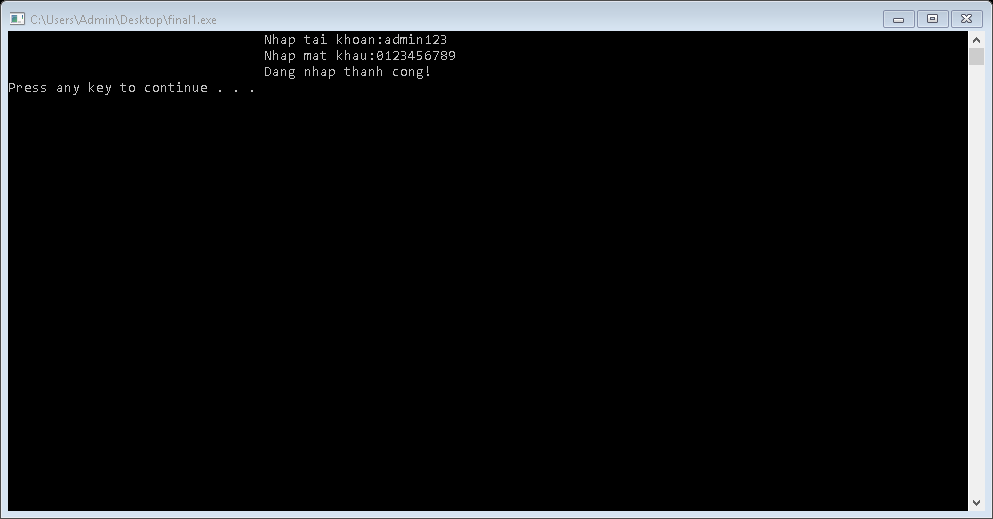 C:\Users\Admin\Desktop\final1.exe
Nhap tai khoan:admin123
Nhap mat khau:0123456789
Dang nhap thanh cong!
Press any key to continue . . .